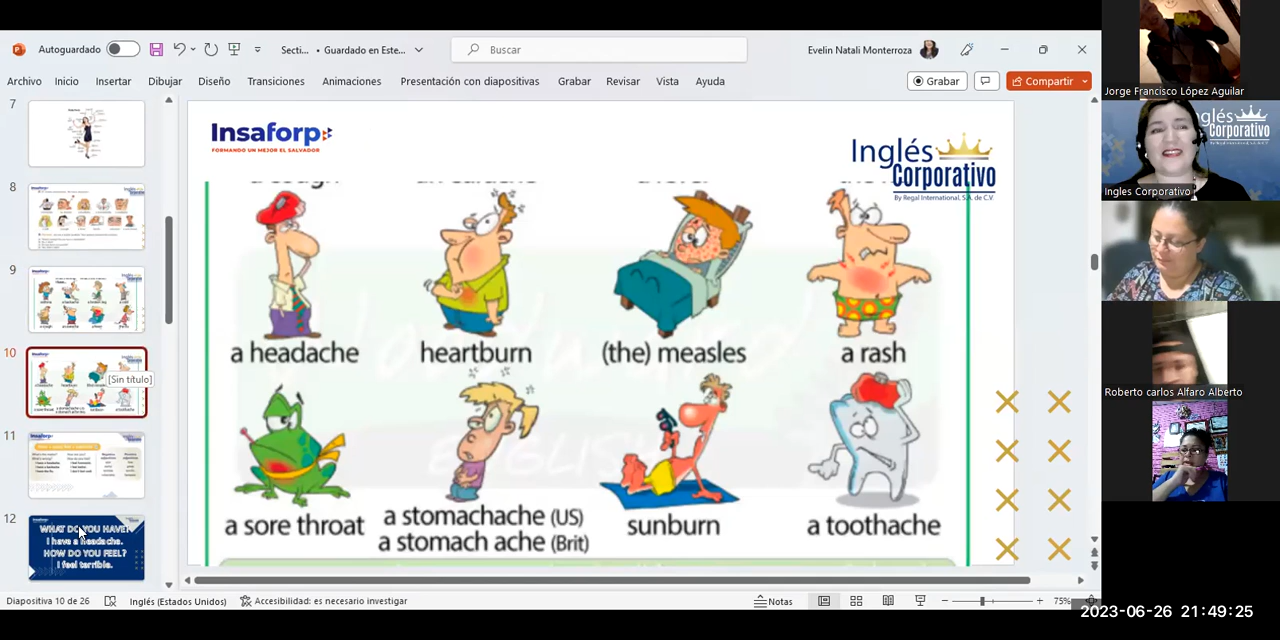 Autoguardado
Secti... • Guardado en Este...
Buscar
Evelin Natali Monterroza
Archivo Inicio Insertar Dibujar Diseño Transiciones Animaciones Presentación con diapositivas Grabar Revisar Vista Ayuda
Grabar
Compartir
7
8
9
10
[Sin título]
11
12
WHAT DO YOU HAVE?
I have a headache.
HOW DO YOU FEEL?
I feel terrible.
Insaforp
FORMANDO UN MEJOR EL SALVADOR
Inglés
Corporativo
By Regal International, S.A. de C.V
a headache
heartburn
(the) measles
a rash
a sore throat
a stomachache (US)
a stomach ache (Brit)
sunburn
a toothache
Diapositiva 10 de 26
Inglés (Estados Unidos)
Accesibilidad: es necesario investigar
Notas
75%
Jorge Francisco López Aguilar
Ingles Corporativo
Roberto carlos Alfaro Alberto
2023-06-26 21:49:25